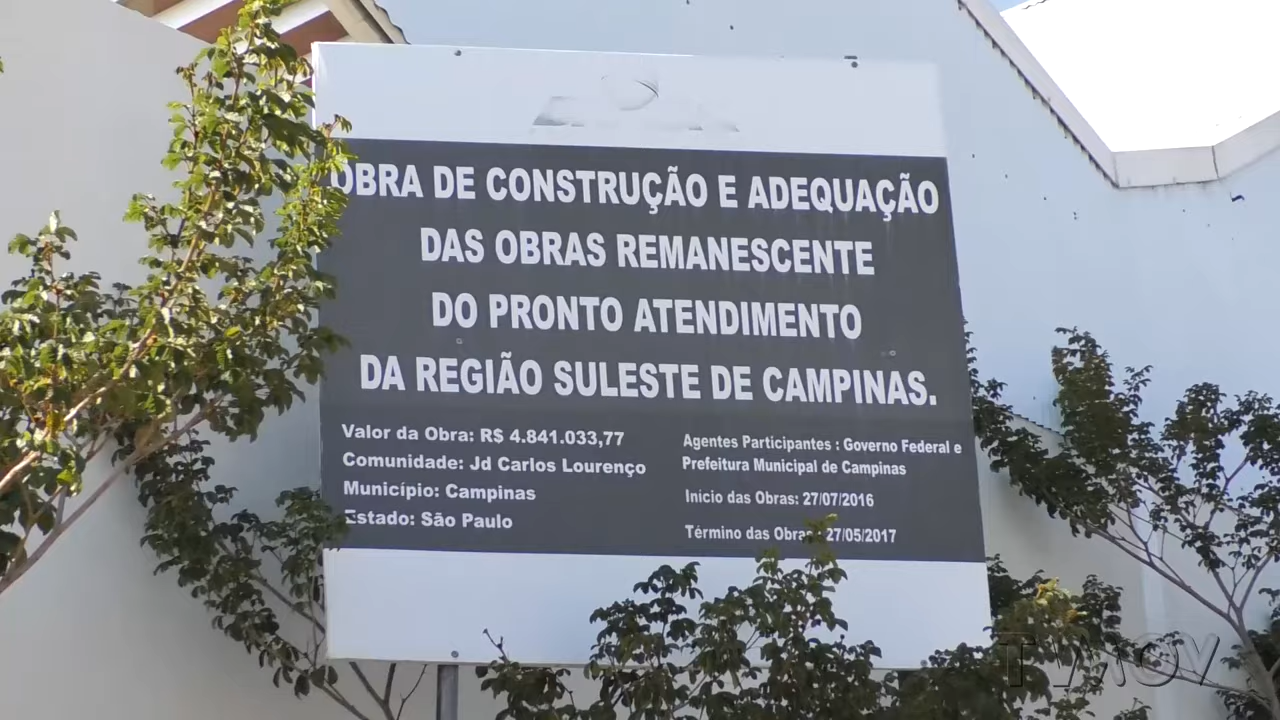 OBRA DE CONSTRUÇÃO E ADEQUAÇÃO
DAS OBRAS REMANESCENTE
DO PRONTO ATENDIMENTO
DA REGIÃO SULESTE DE CAMPINAS.
Valor da Obra: R$ 4.841.033,77
Comunidade: Jd Carlos Lourenço
Município: Campinas
Estado: São Paulo
Agentes Participantes : Governo Federal e
Prefeitura Municipal de Campinas
Inicio das Obras: 27/07/2016
Término das Obras 27/05/2017